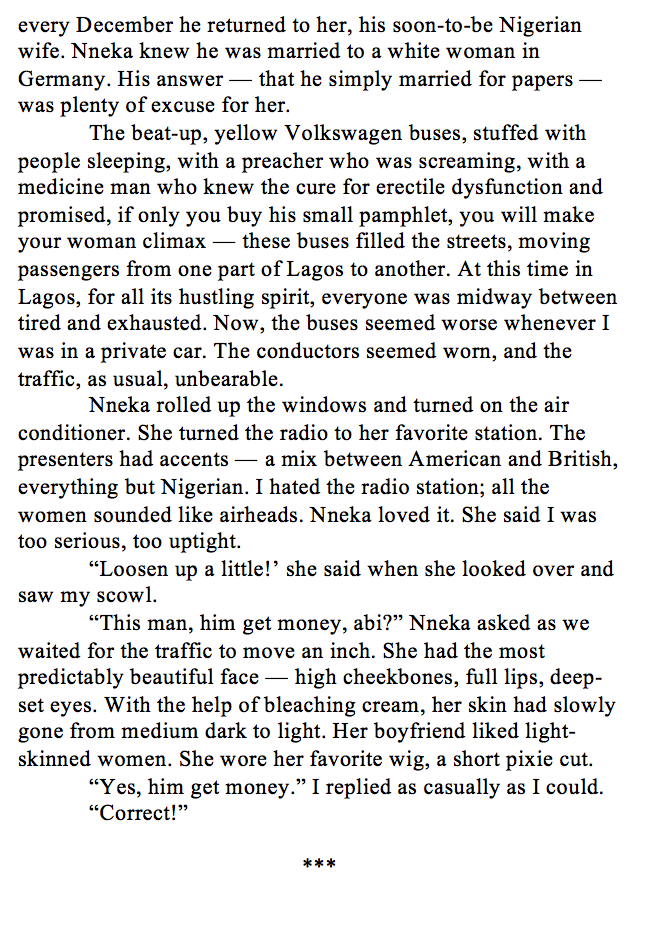 every December he returned to her, his soon-to-be Nigerian
wife. Nneka knew he was married to a white woman in
Germany. His answer — that he simply married for papers —
was plenty of excuse for her.
The beat-up, yellow Volkswagen buses, stuffed with
people sleeping, with a preacher who was screaming, with a
medicine man who knew the cure for erectile dysfunction and
promised, if only you buy his small pamphlet, you will make
your woman climax — these buses filled the streets, moving
passengers from one part of Lagos to another. At this time in
Lagos, for all its hustling spirit, everyone was midway between
tired and exhausted. Now, the buses seemed worse whenever I
was in a private car. The conductors seemed worn, and the
traffic, as usual, unbearable.
Nneka rolled up the windows and turned on the air
conditioner. She turned the radio to her favorite station. The
presenters had accents — a mix between American and British,
everything but Nigerian. I hated the radio station; all the
women sounded like airheads. Nneka loved it. She said I was
too serious, too uptight.
“Loosen up a little!’ she said when she looked over and
saw my scowl.
“This man, him get money, abi?” Nneka asked as we
waited for the traffic to move an inch. She had the most
predictably beautiful face — high cheekbones, full lips, deep-
set eyes. With the help of bleaching cream, her skin had slowly
gone from medium dark to light. Her boyfriend liked light-
skinned women. She wore her favorite wig, a short pixie cut.
“Yes, him get money.” I replied as casually as I could.
“Correct!”
***